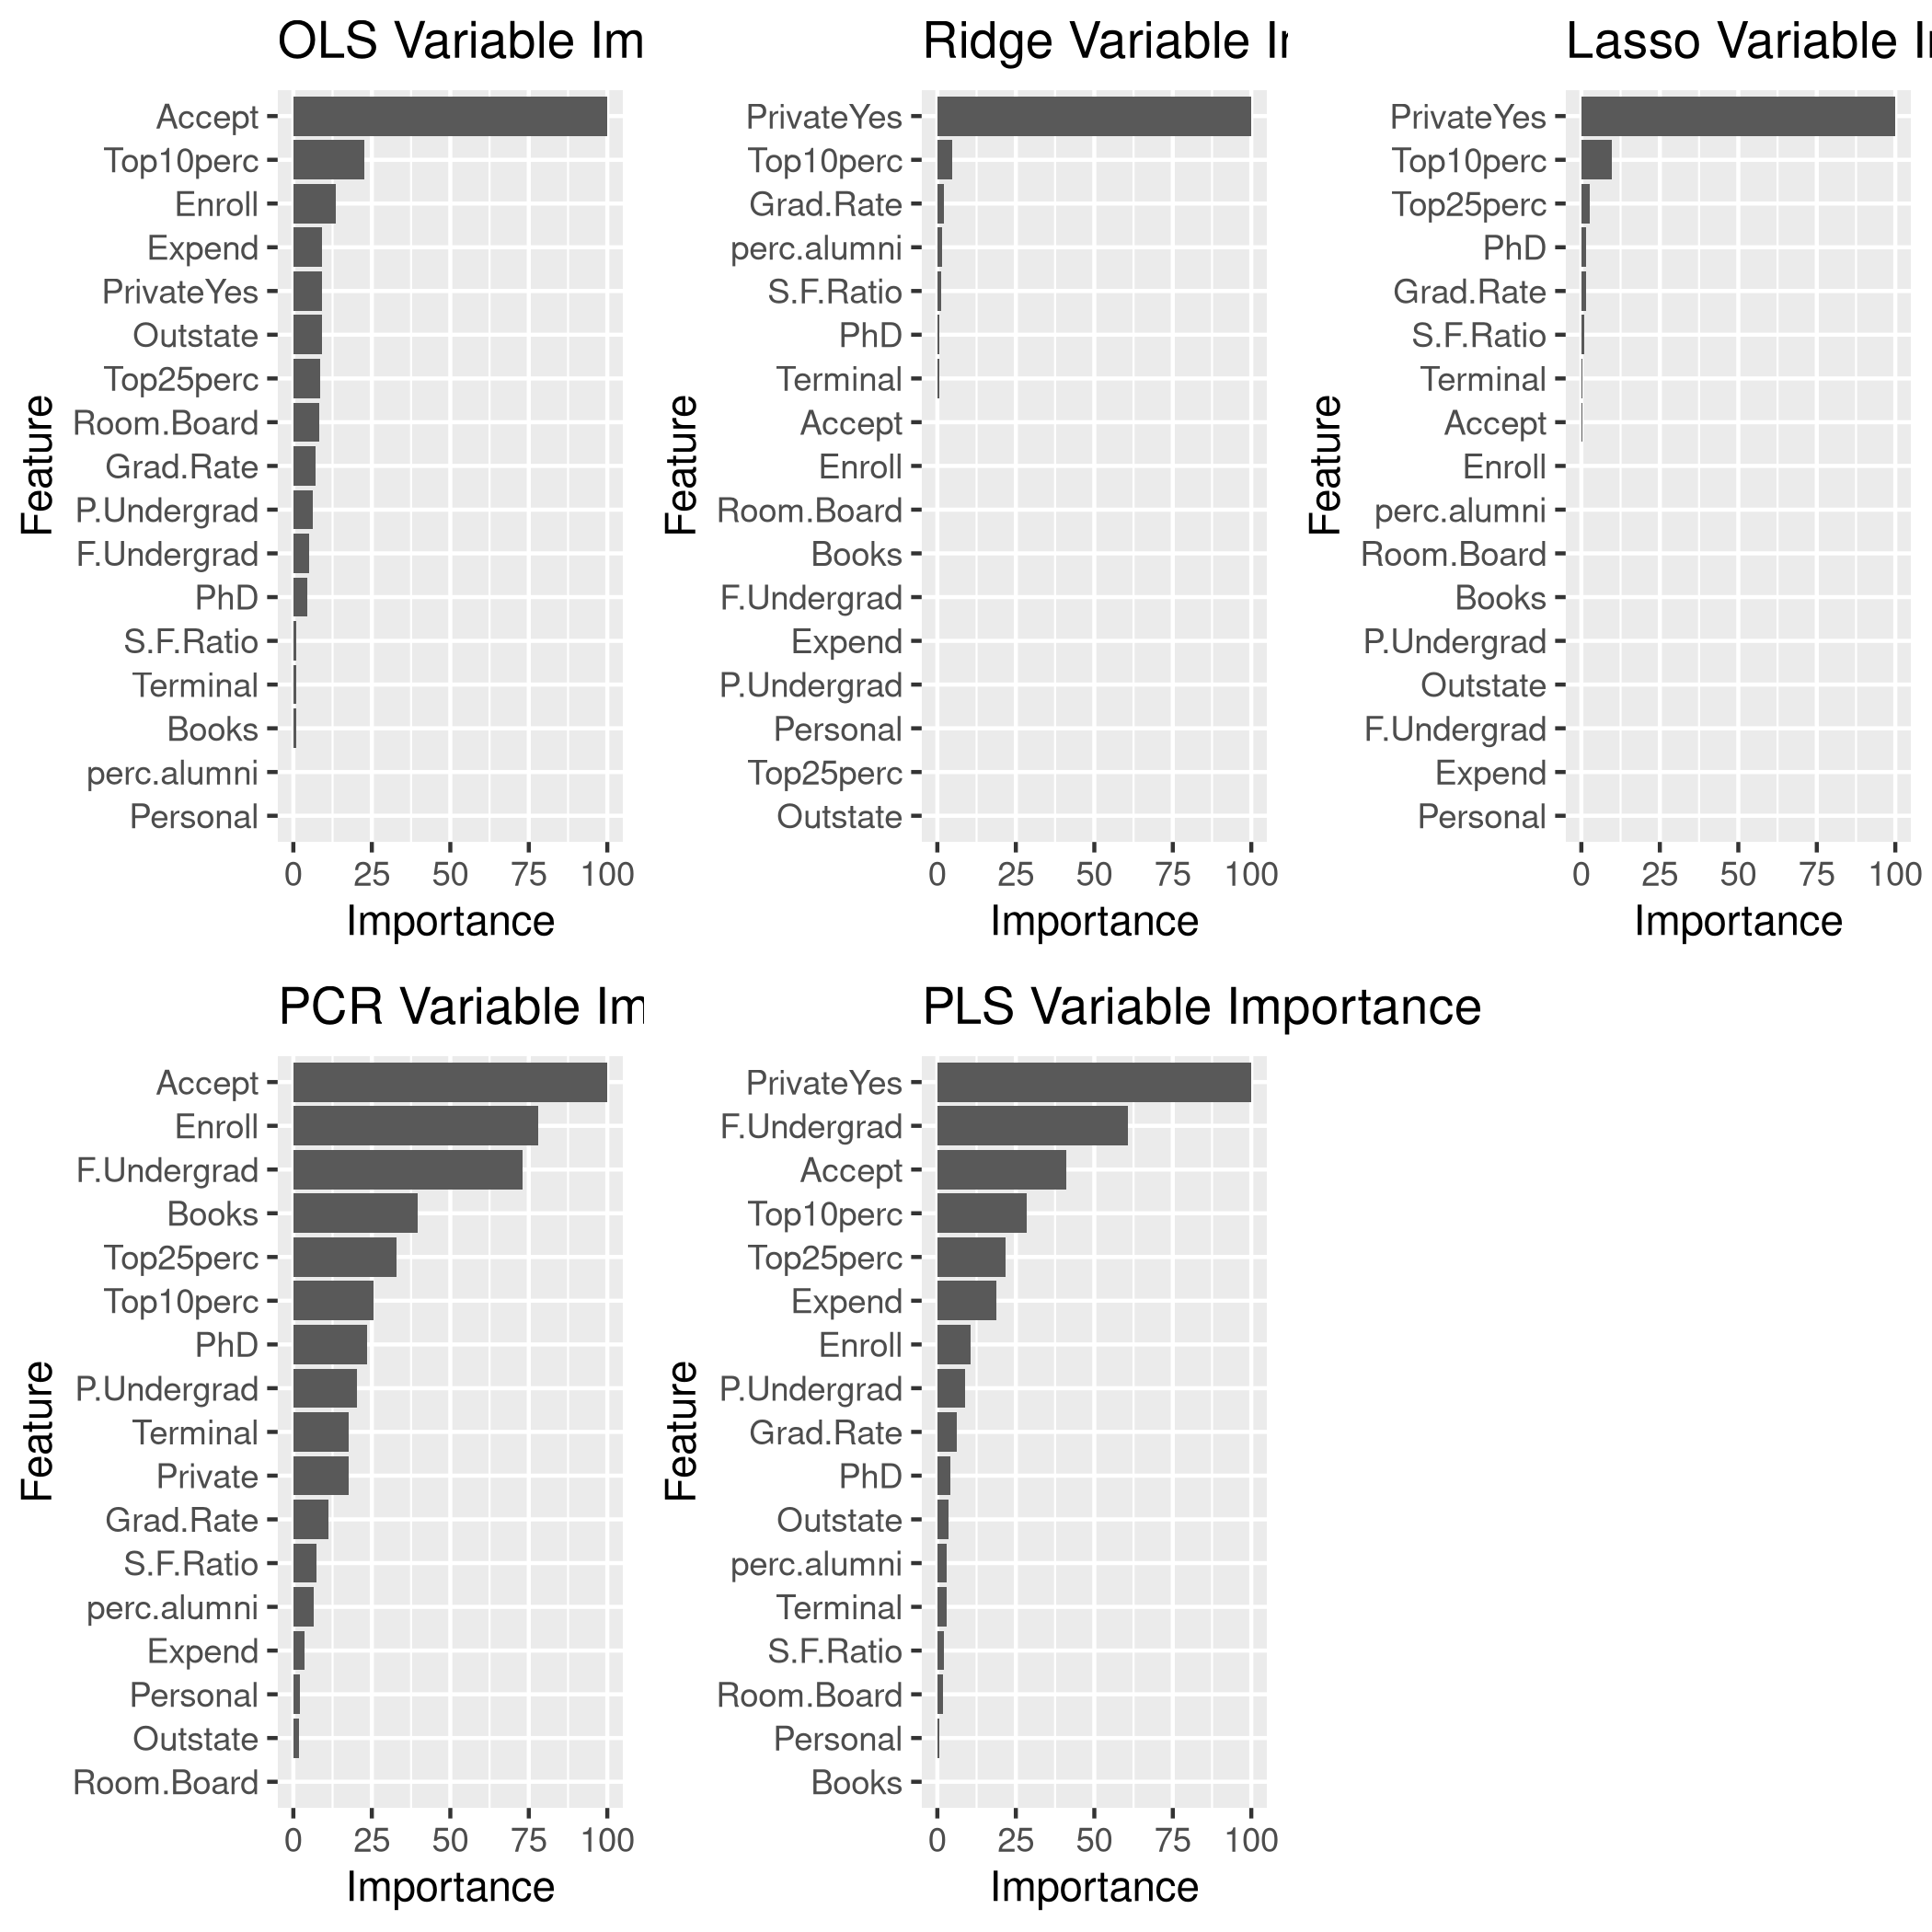 OLS Variable Im
Accept
Top10perc
Enroll
Expend
PrivateYes
Outstate
Top25perc
Room.Board
Grad.Rate
P.Undergrad
F.Undergrad
PhD
S.F.Ratio
Terminal
Books
perc.alumni
Personal
Feature
0 25 50 75 100
Importance
Ridge Variable Ir
PrivateYes
Top10perc
Grad.Rate
perc.alumni
S.F.Ratio
PhD
Terminal
Accept
Enroll
Room.Board
Books
F.Undergrad
Expend
P.Undergrad
Personal
Top25perc
Outstate
Feature
0 25 50 75 100
Importance
Lasso Variable I
PrivateYes
Top10perc
Top25perc
PhD
Grad.Rate
S.F.Ratio
Terminal
Accept
Enroll
perc.alumni
Room.Board
Books
P.Undergrad
Outstate
F.Undergrad
Expend
Personal
Feature
0 25 50 75 100
Importance
PCR Variable Im
Accept
Enroll
F.Undergrad
Books
Top25perc
Top10perc
PhD
P.Undergrad
Terminal
Private
Grad.Rate
S.F.Ratio
perc.alumni
Expend
Personal
Outstate
Room.Board
Feature
0 25 50 75 100
Importance
PLS Variable Importance
PrivateYes
F.Undergrad
Accept
Top10perc
Top25perc
Expend
Enroll
P.Undergrad
Grad.Rate
PhD
Outstate
perc.alumni
Terminal
S.F.Ratio
Room.Board
Personal
Books
Feature
0 25 50 75 100
Importance